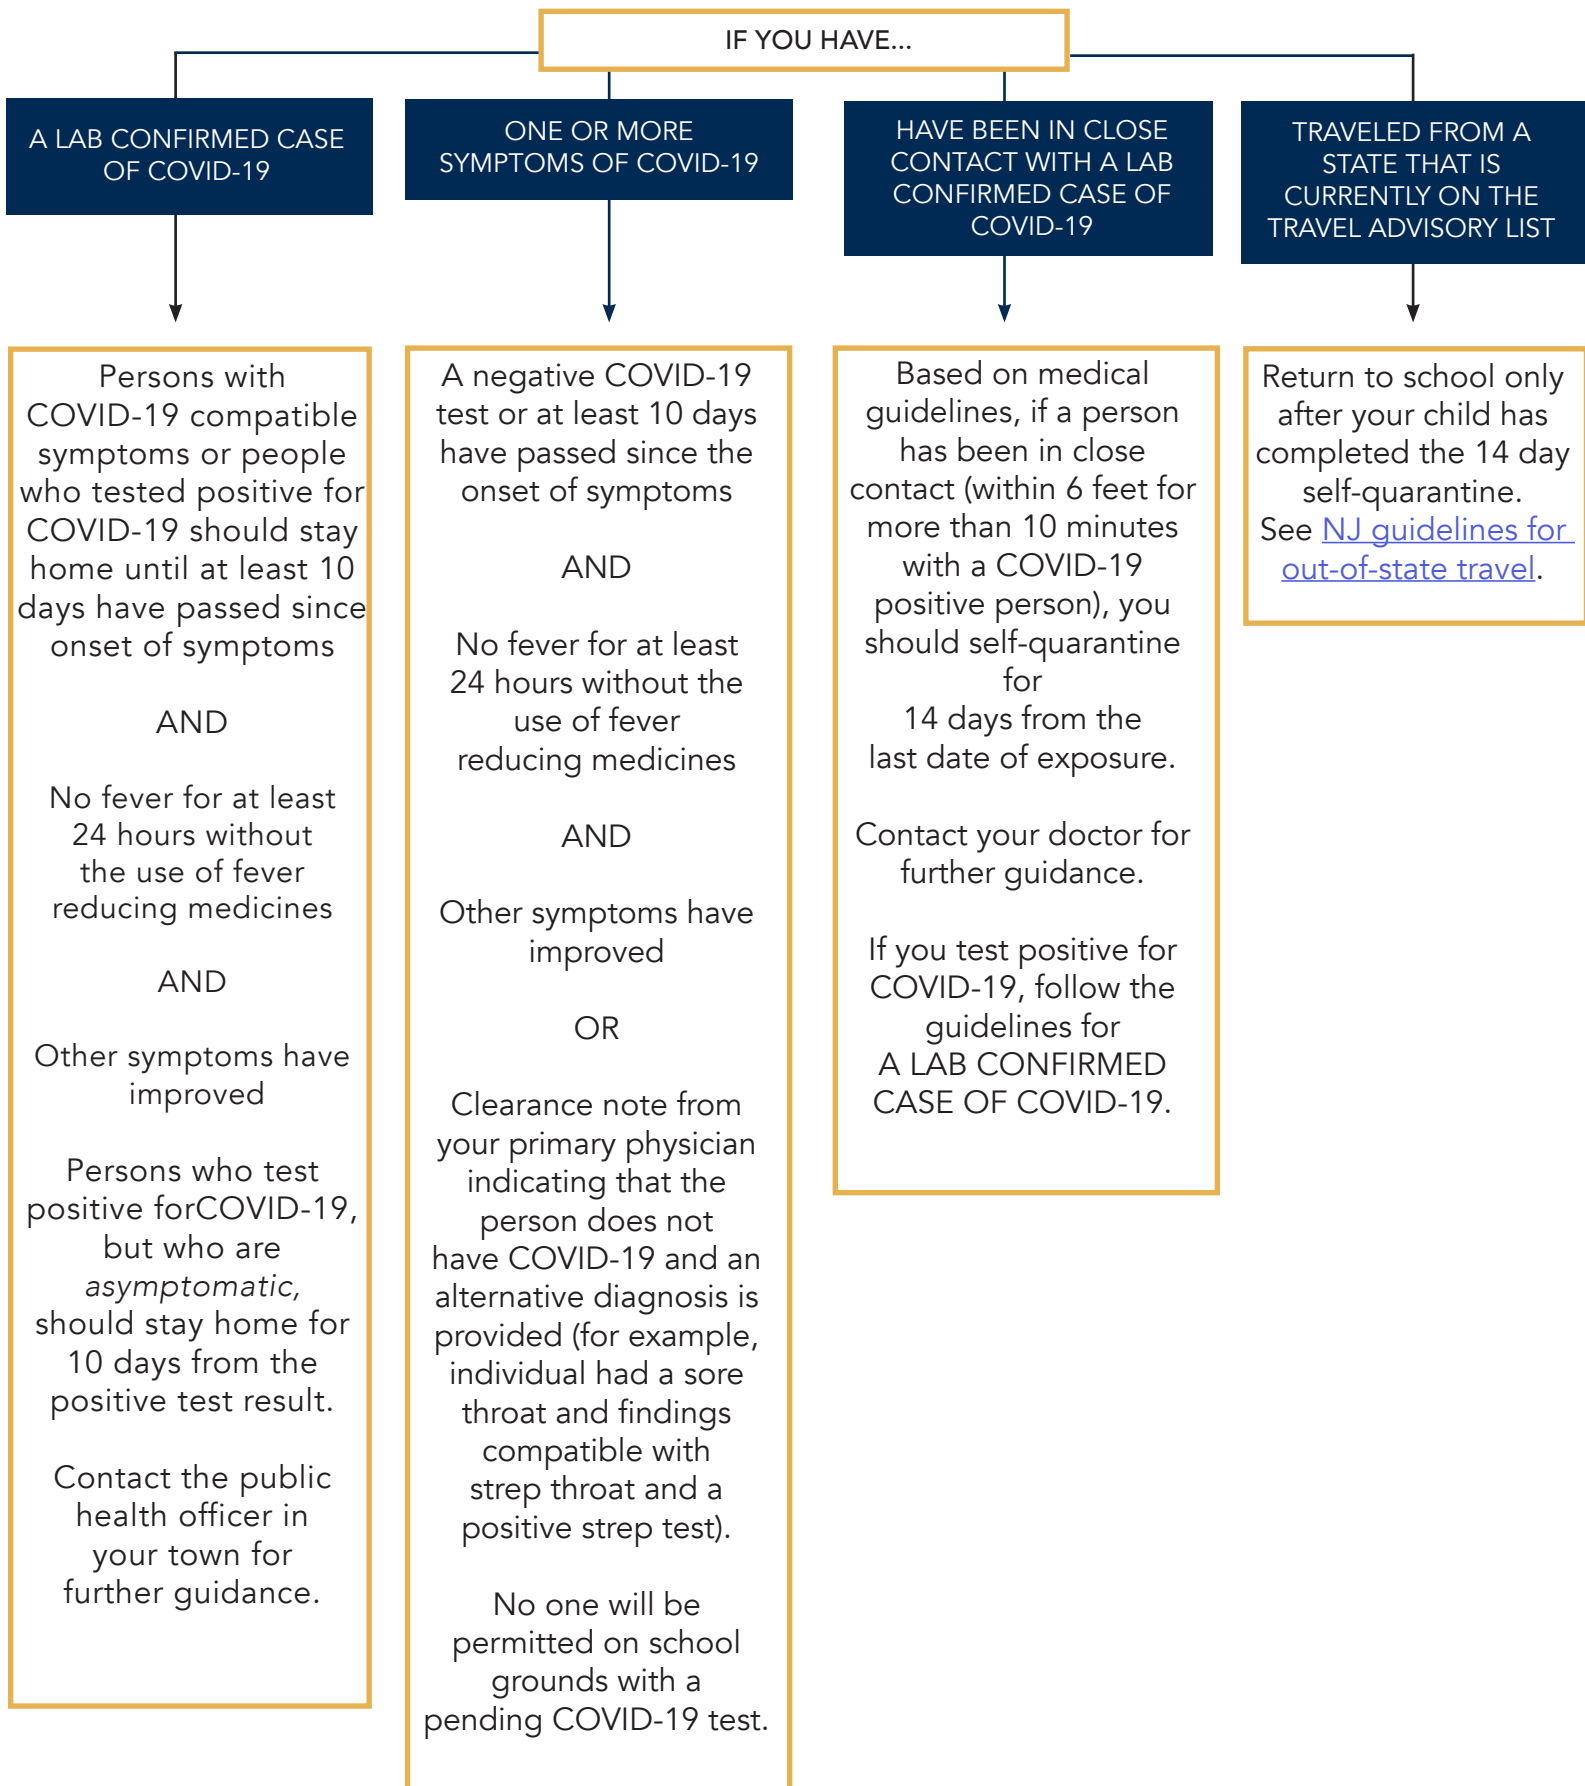 IF YOU HAVE...
A LAB CONFIRMED CASE
OF COVID-19
Persons with
COVID-19 compatible
symptoms or people
who tested positive for
COVID-19 should stay
home until at least 10
days have passed since
onset of symptoms
AND
No fever for at least
24 hours without
the use of fever
reducing medicines
AND
Other symptoms have
improved
Persons who test
positive forCOVID-19,
but who are
asymptomatic,
should stay home for
10 days from the
positive test result.
Contact the public
health officer in
your town for
further guidance.
ONE OR MORE
SYMPTOMS OF COVID-19
A negative COVID-19
test or at least 10 days
have passed since the
onset of symptoms
AND
No fever for at least
24 hours without the
use of fever
reducing medicines
AND
Other symptoms have
improved
OR
Clearance note from
your primary physician
indicating that the
person does not
have COVID-19 and an
alternative diagnosis is
provided (for example,
individual had a sore
throat and findings
compatible with
strep throat and a
positive strep test).
No one will be
permitted on school
grounds with a
pending COVID-19 test.
HAVE BEEN IN CLOSE
CONTACT WITH A LAB
CONFIRMED CASE OF
COVID-19
Based on medical
guidelines, if a person
has been in close
contact (within 6 feet for
more than 10 minutes
with a COVID-19
positive person), you
should self-quarantine
for
14 days from the
last date of exposure.
Contact your doctor for
further guidance.
If you test positive for
COVID-19, follow the
guidelines for
A LAB CONFIRMED
CASE OF COVID-19.
TRAVELED FROM A
STATE THAT IS
CURRENTLY ON THE
TRAVEL ADVISORY LIST
Return to school only
after your child has
completed the 14 day
self-quarantine.
See NJ guidelines for
out-of-state travel.